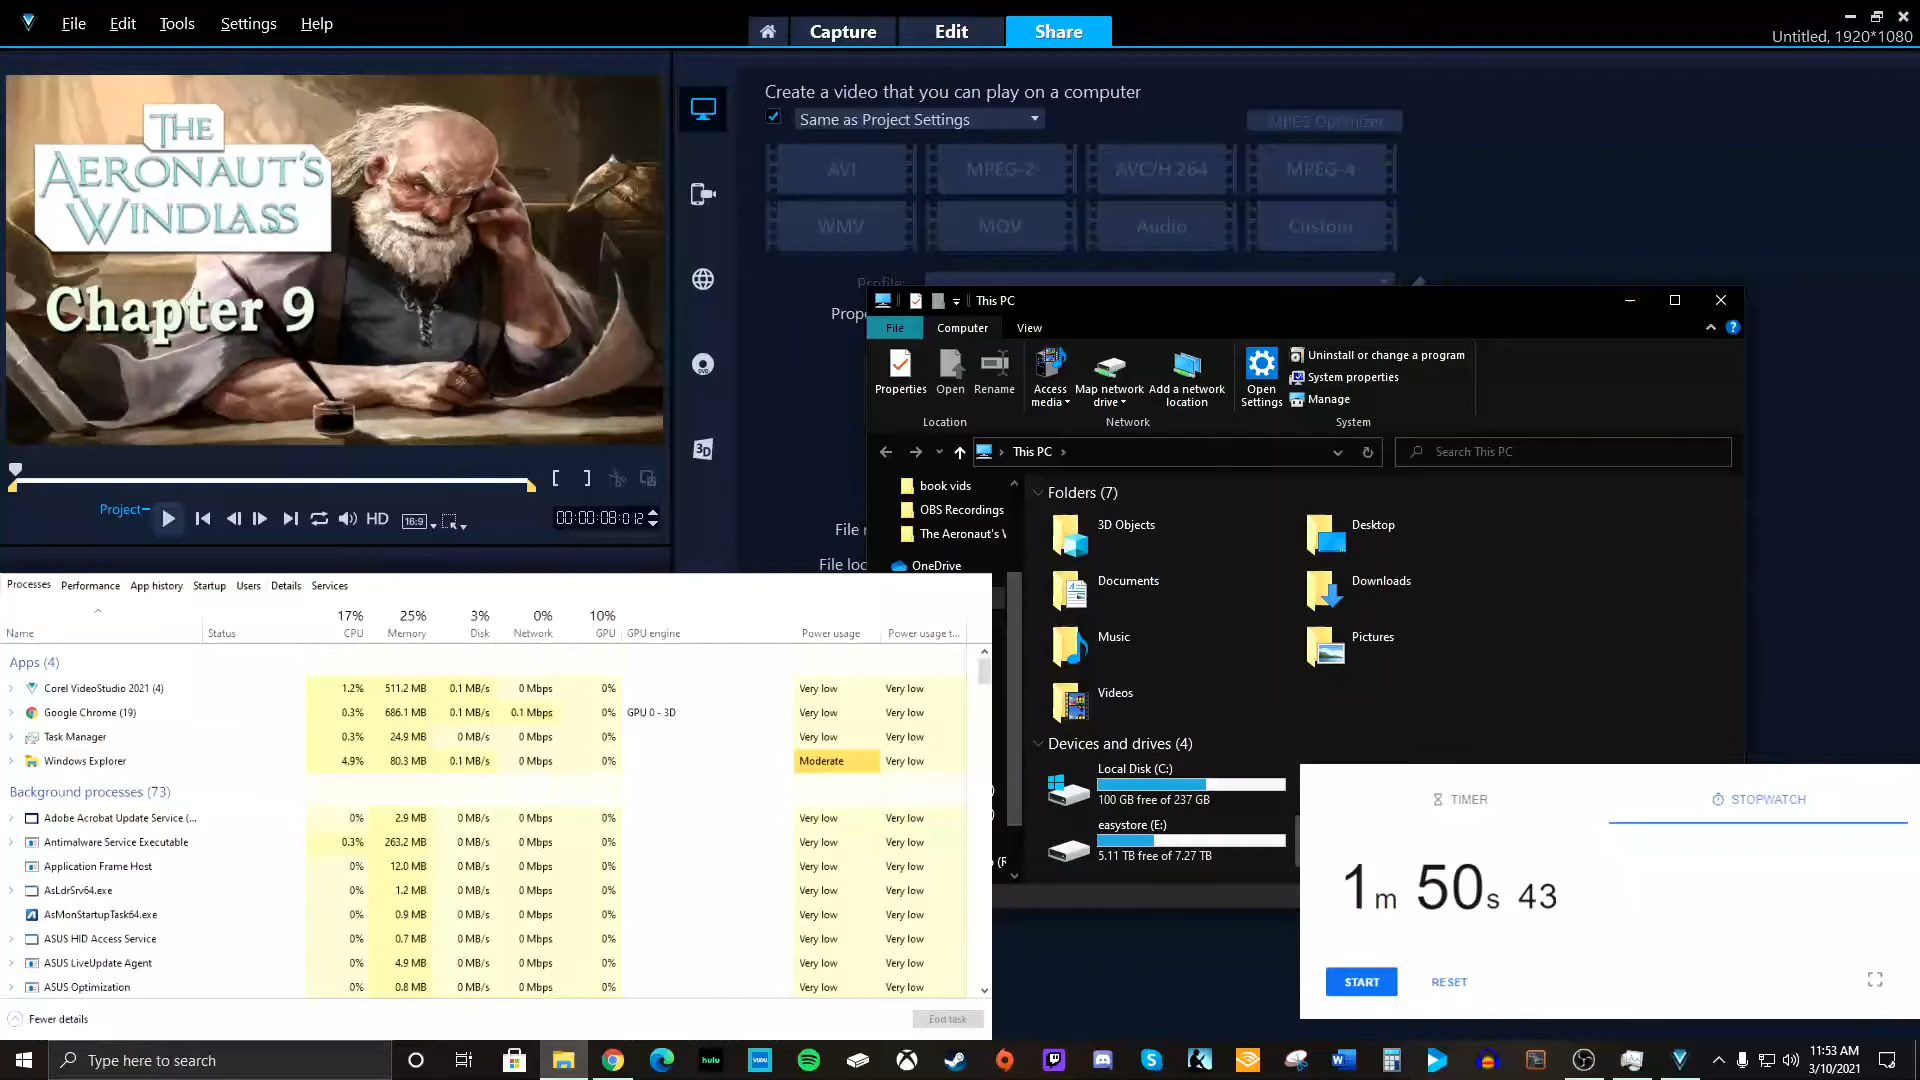 File Edit Tools Settings Help
Capture Edit Share
Untitled, 1920*1080
THE
AERONAUT'S
WINDLASS
Chapter 9
Project
HD
16:9
00:00:08:012
Create a video that you can play on a computer
Same as Project Settings
MPEG Optimizer
AVI MPEG-2 AVC/H.264 MPEG-4
WMV MOV Audio Custom
Profile:
Prope
File n
File loc
DVD
3D
This PC
File Computer View
Properties Open Rename
Access media
Map network drive
Add a network location
Open Settings
Uninstall or change a program
System properties
Manage
Location Network System
This PC
Search This PC
book vids
OBS Recordings
The Aeronaut's W
OneDrive
Folders (7)
3D Objects Desktop
Documents Downloads
Music Pictures
Videos
Devices and drives (4)
Local Disk (C:)
100 GB free of 237 GB
easystore (E:)
5.11 TB free of 7.27 TB
Processes Performance App history Startup Users Details Services
17% 25% 3% 0% 10%
Name Status CPU Memory Disk Network GPU GPU engine Power usage Power usage t...
Apps (4)
Corel VideoStudio 2021 (4) 1.2% 511.2 MB 0.1 MB/s 0 Mbps 0% Very low Very low
Google Chrome (19) 0.3% 686.1 MB 0.1 MB/s 0.1 Mbps 0% GPU 0 - 3D Very low Very low
Task Manager 0.3% 24.9 MB 0 MB/s 0 Mbps 0% Very low Very low
Windows Explorer 4.9% 80.3 MB 0.1 MB/s 0 Mbps 0% Moderate Very low
Background processes (73)
Adobe Acrobat Update Service (... 0% 2.9 MB 0 MB/s 0 Mbps 0% Very low Very low
Antimalware Service Executable 0.3% 263.2 MB 0 MB/s 0 Mbps 0% Very low Very low
Application Frame Host 0% 12.0 MB 0 MB/s 0 Mbps 0% Very low Very low
AsLdrSrv64.exe 0% 1.2 MB 0 MB/s 0 Mbps 0% Very low Very low
AsMonStartupTask64.exe 0% 0.9 MB 0 MB/s 0 Mbps 0% Very low Very low
ASUS HID Access Service 0% 0.7 MB 0 MB/s 0 Mbps 0% Very low Very low
ASUS LiveUpdate Agent 0% 4.9 MB 0 MB/s 0 Mbps 0% Very low Very low
ASUS Optimization 0% 0.8 MB 0 MB/s 0 Mbps 0% Very low Very low
Fewer details
End task
TIMER STOPWATCH
1m 50s 43
START RESET
Type here to search
hulu
VUDU
11:53 AM
3/10/2021